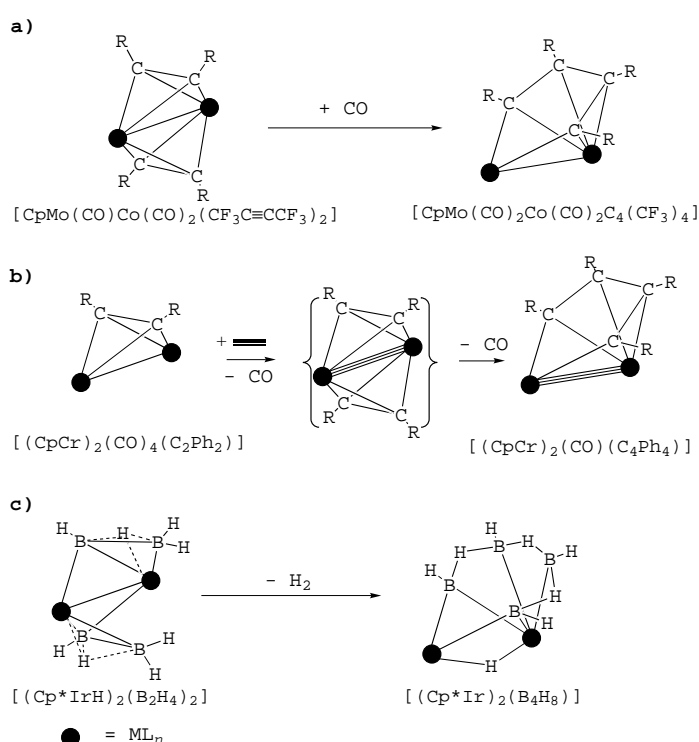 a)
R R
C C
C C
R R
+ CO
R C
C R
R C
C R
[CpMo(CO)Co(CO)₂(CF₃C≡CCF₃)₂]
[CpMo(CO)₂Co(CO)₂C₄(CF₃)₄]
b)
R R
C C
+
− CO
R R
C C
C C
R R
− CO
R C
C R
R C
C R
[(CpCr)₂(CO)₄(C₂Ph₂)]
[(CpCr)₂(CO)(C₄Ph₄)]
c)
H H H
B B H
B B H
H H H
− H₂
H
H B H H
H B B
B H
H H
[(Cp*IrH)₂(B₂H₄)₂]
[(Cp*Ir)₂(B₄H₈)]
= MLₙ